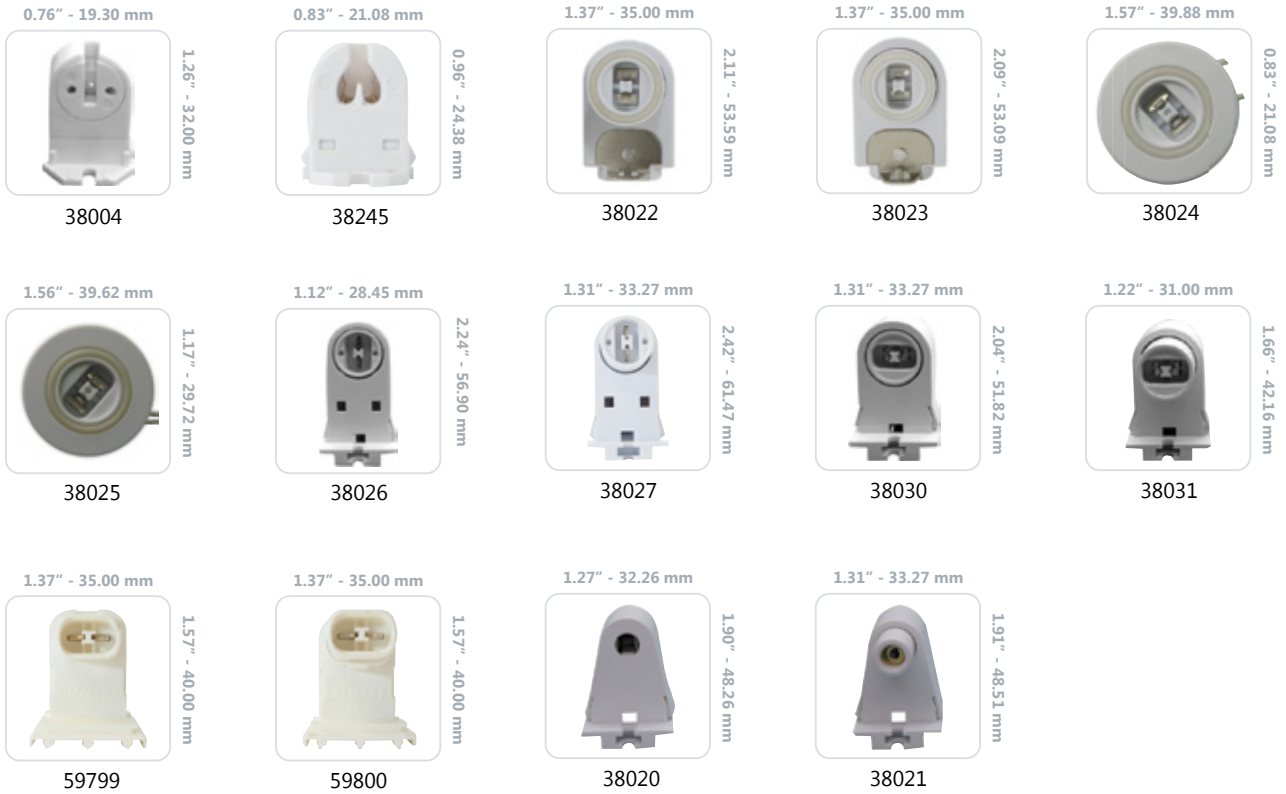 0.76” - 19.30 mm
1.26” - 32.00 mm
38004
0.83” - 21.08 mm
0.96” - 24.38 mm
38245
1.37” - 35.00 mm
2.11” - 53.59 mm
38022
1.37” - 35.00 mm
2.09” - 53.09 mm
38023
1.57” - 39.88 mm
0.83” - 21.08 mm
38024
1.56” - 39.62 mm
1.17” - 29.72 mm
38025
1.12” - 28.45 mm
2.24” - 56.90 mm
38026
1.31” - 33.27 mm
2.42” - 61.47 mm
38027
1.31” - 33.27 mm
2.04” - 51.82 mm
38030
1.22” - 31.00 mm
1.66” - 42.16 mm
38031
1.37” - 35.00 mm
1.57” - 40.00 mm
59799
1.37” - 35.00 mm
1.57” - 40.00 mm
59800
1.27” - 32.26 mm
1.90” - 48.26 mm
38020
1.31” - 33.27 mm
1.91” - 48.51 mm
38021